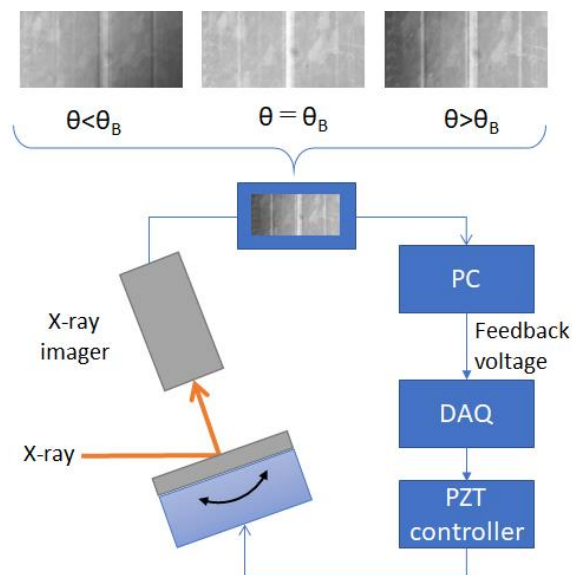 θ<θB
θ = θB
θ>θB
X-ray
imager
X-ray
PC
Feedback
voltage
DAQ
PZT
controller